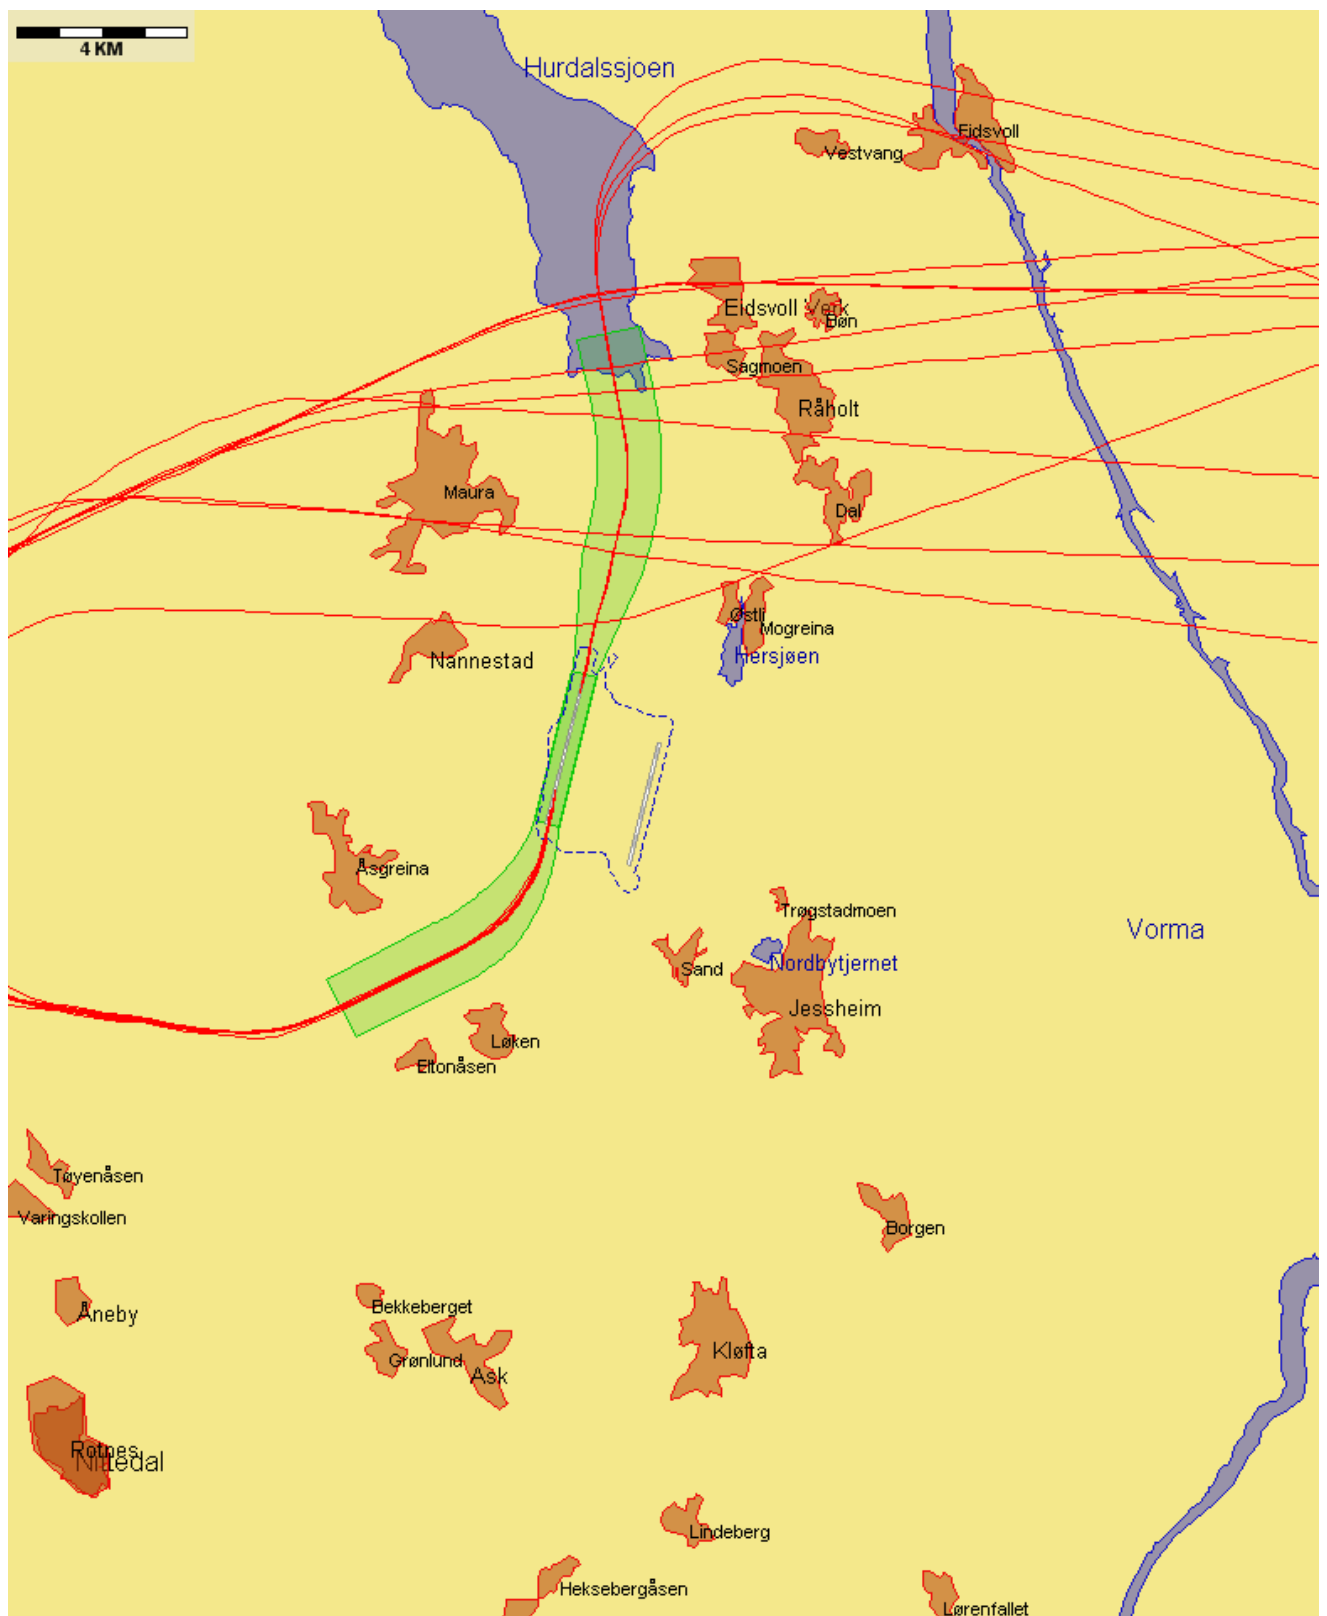 4 KM
Hurdalssjoen
Eidsvoll
Vestvang
Eidsvoll Verk
Bøn
Sagmoen
Råholt
Maura
Dal
Østli
Mogreina
Nannestad
Hersjøen
Åsgreina
Trøgstadmoen
Vorma
Sand
Nordbytjernet
Jessheim
Løken
Eltonåsen
Tøyenåsen
Varingskollen
Borgen
Åneby
Bekkeberget
Grønlund
Ask
Kløfta
Rotnes
Nittedal
Lindeberg
Heksebergåsen
Lørenfallet